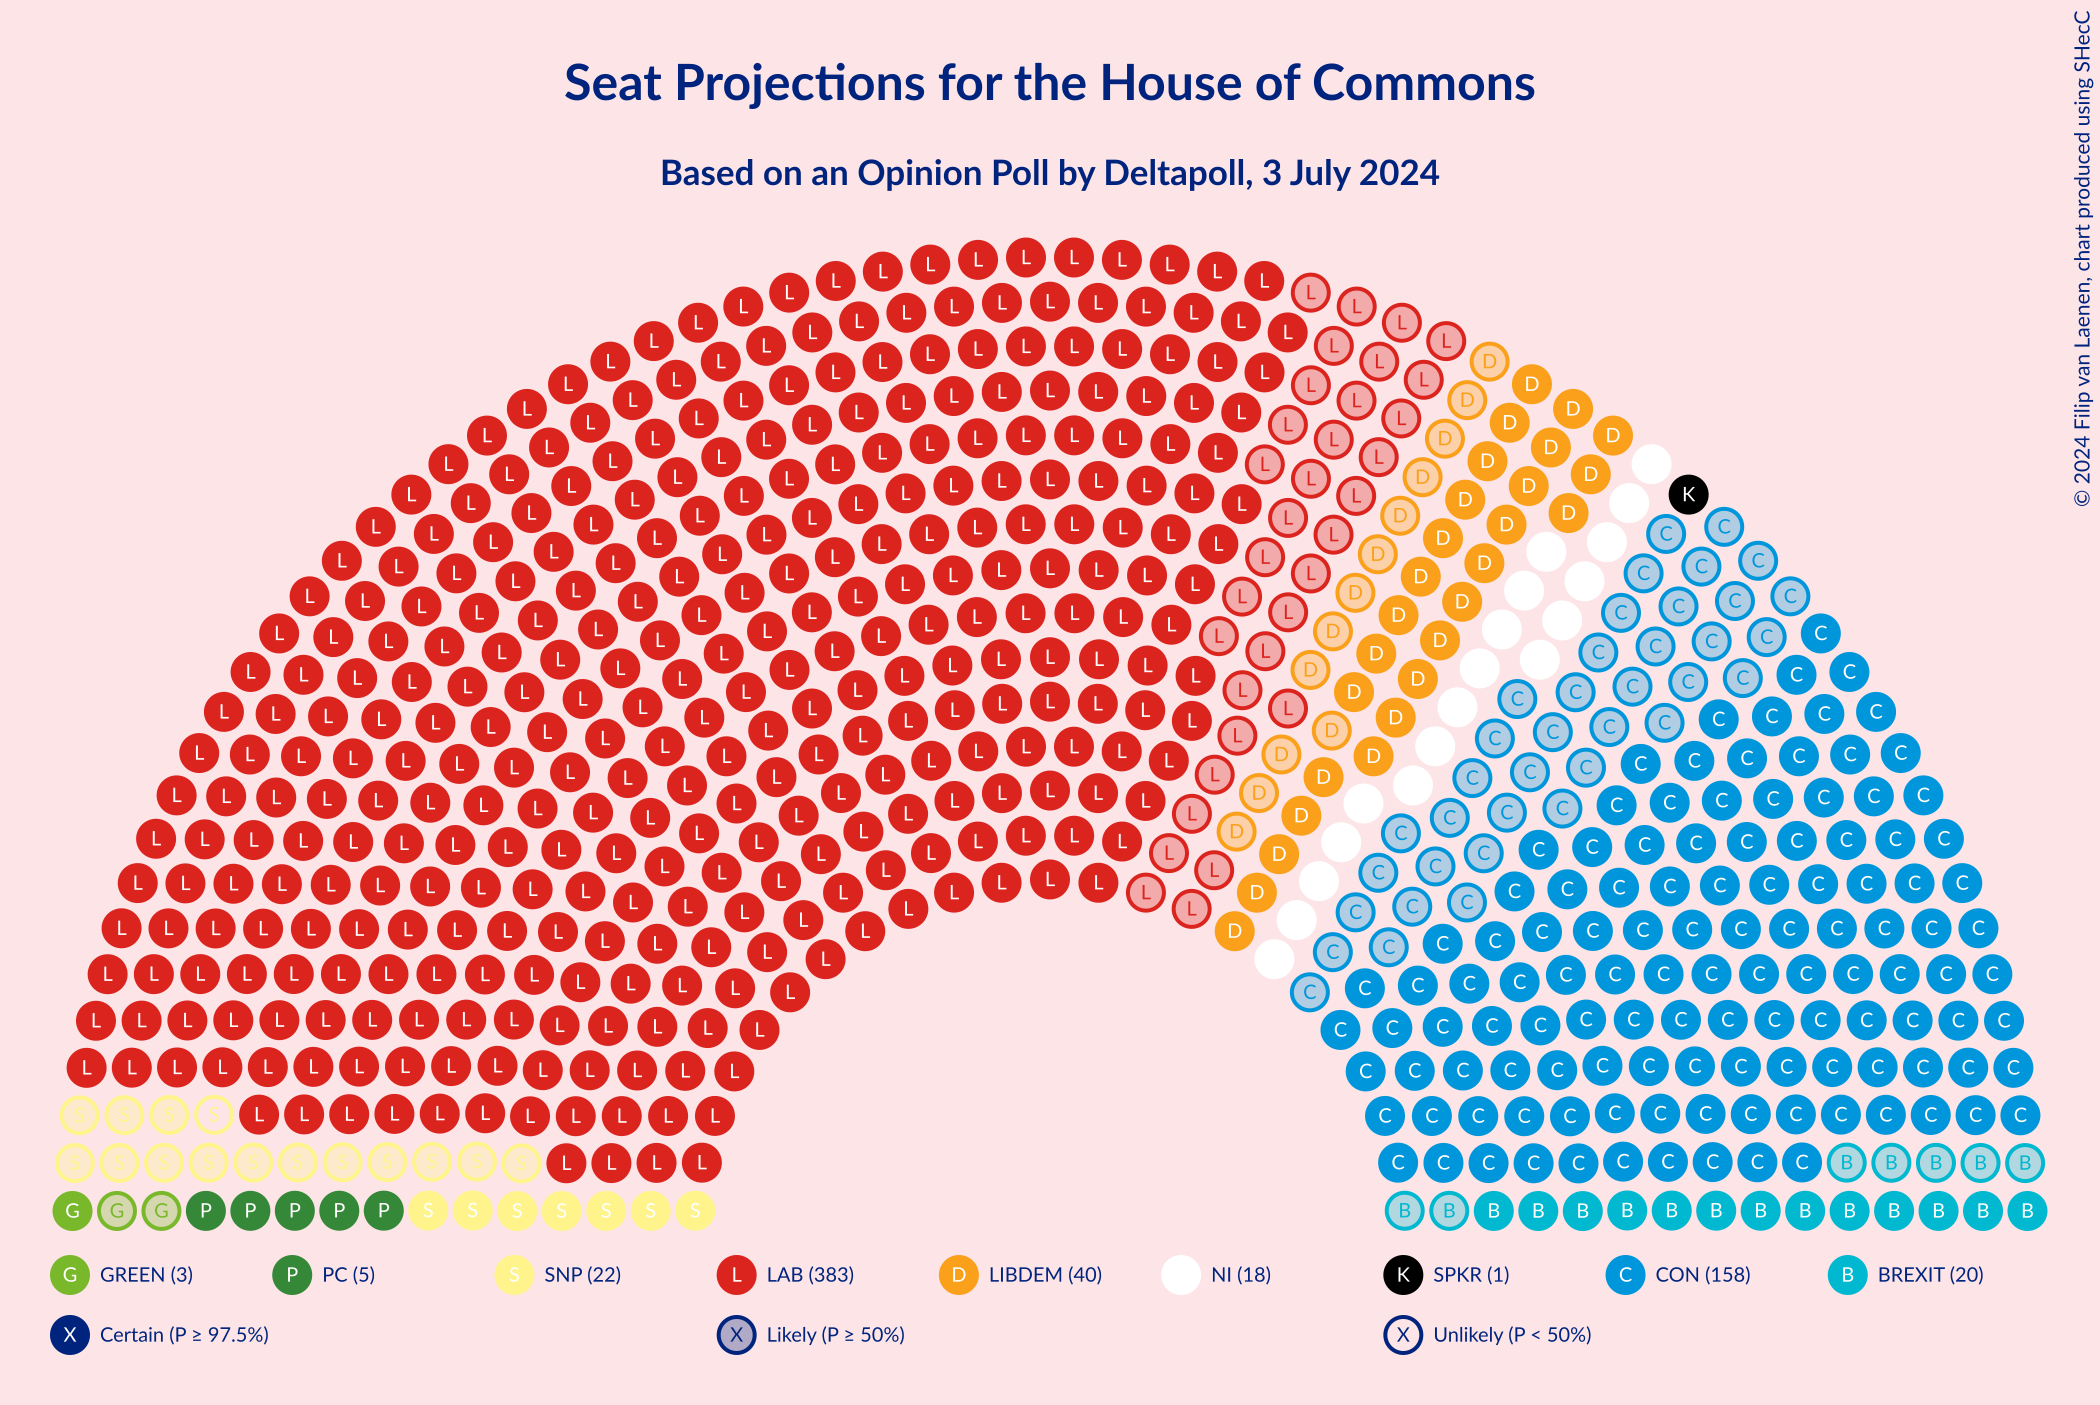 Seat Projections for the House of Commons
Based on an Opinion Poll by Deltapoll, 3 July 2024
© 2024 Filip van Laenen, chart produced using SHecC
G GREEN (3) P PC (5) S SNP (22) L LAB (383) D LIBDEM (40) NI (18) K SPKR (1) C CON (158) B BREXIT (20)
X Certain (P ≥ 97.5%) X Likely (P ≥ 50%) X Unlikely (P < 50%)